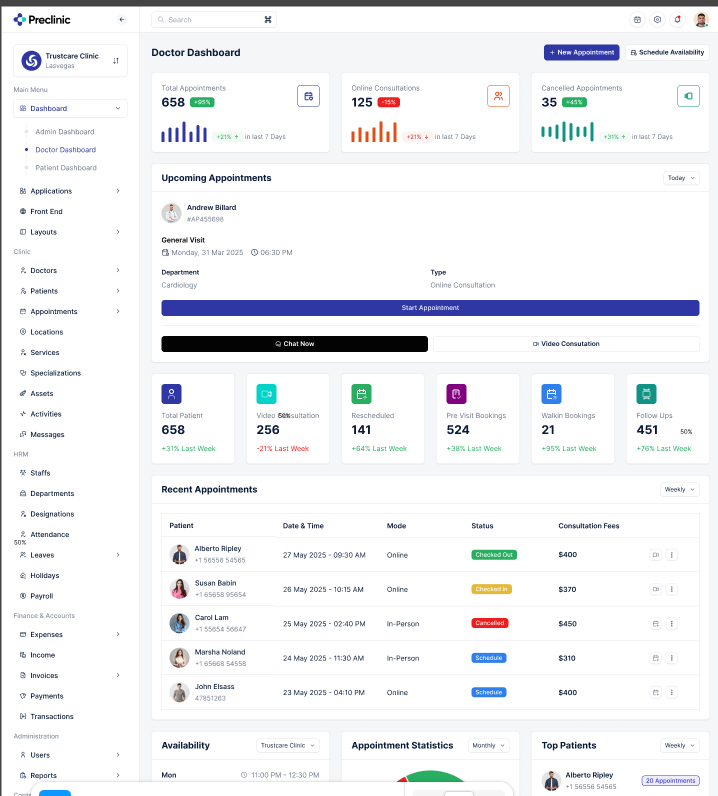 Preclinic
Search
⌘
Trustcare Clinic
Lasvegas
Main Menu
Dashboard
Admin Dashboard
Doctor Dashboard
Patient Dashboard
Applications
Front End
Layouts
Clinic
Doctors
Patients
Appointments
Locations
Services
Specializations
Assets
Activities
Messages
HRM
Staffs
Departments
Designations
Attendance
50%
Leaves
Holidays
Payroll
Finance & Accounts
Expenses
Income
Invoices
Payments
Transactions
Administration
Users
Reports
Doctor Dashboard
+ New Appointment
Schedule Availability
Total Appointments
658 +95%
+21% in last 7 Days
Online Consultations
125 -15%
+21% in last 7 Days
Cancelled Appointments
35 +45%
+31% in last 7 Days
Upcoming Appointments
Today
Andrew Billard
#AP455698
General Visit
Monday, 31 Mar 2025 06:30 PM
Department Type
Cardiology Online Consultation
Start Appointment
Chat Now Video Consutation
Total Patient
658
+31% Last Week
Video Consultation
50%
256
-21% Last Week
Rescheduled
141
+64% Last Week
Pre Visit Bookings
524
+38% Last Week
Walkin Bookings
21
+95% Last Week
Follow Ups
451
50%
+76% Last Week
Recent Appointments
Weekly
Patient Date & Time Mode Status Consultation Fees
Alberto Ripley
+1 56556 54565
27 May 2025 - 09:30 AM Online Checked Out $400
Susan Babin
+1 65658 95654
26 May 2025 - 10:15 AM Online Checked in $370
Carol Lam
+1 55654 56647
25 May 2025 - 02:40 PM In-Person Cancelled $450
Marsha Noland
+1 65668 54558
24 May 2025 - 11:30 AM In-Person Schedule $310
John Elsass
47851263
23 May 2025 - 04:10 PM Online Schedule $400
Availability
Trustcare Clinic
Mon 11:00 PM - 12:30 PM
Appointment Statistics
Monthly
Top Patients
Weekly
Alberto Ripley
+1 56556 54565
20 Appointments